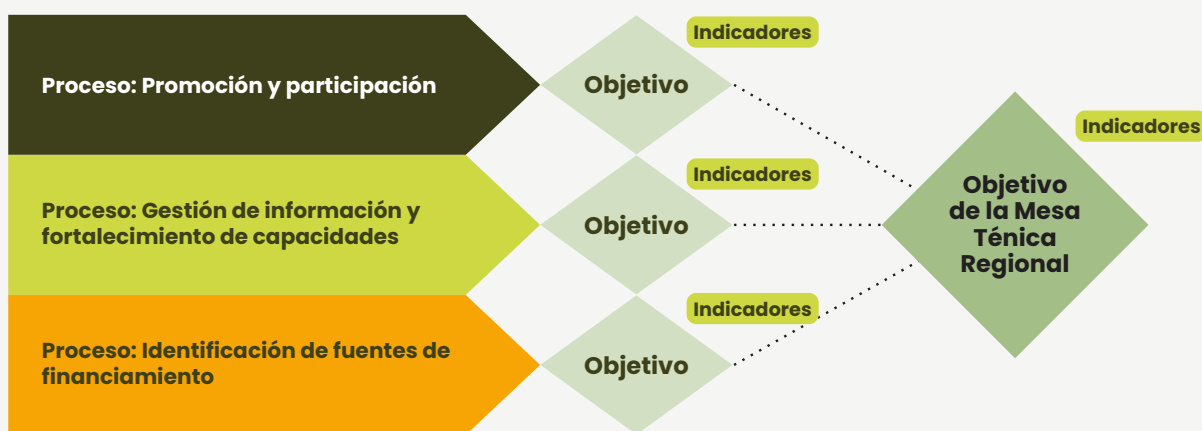 Proceso: Promoción y participación
Objetivo
Indicadores
Proceso: Gestión de información y
fortalecimiento de capacidades
Objetivo
Indicadores
Proceso: Identificación de fuentes de
financiamiento
Objetivo
Indicadores
Objetivo
de la Mesa
Ténica
Regional
Indicadores